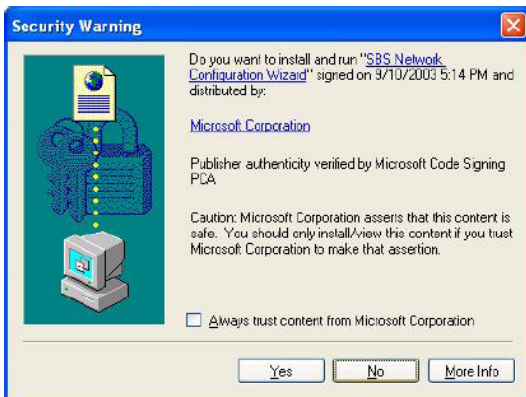 Security Warning
Do you want to install and run "SBS Network
Configuration Wizard" signed on 9/10/2003 5:14 PM and
distributed by:
Microsoft Corporation
Publisher authenticity verified by Microsoft Code Signing
PCA
Caution: Microsoft Corporation asserts that this content is
safe. You should only install/view this content if you trust
Microsoft Corporation to make that assertion.
Always trust content from Microsoft Corporation
Yes
No
More Info